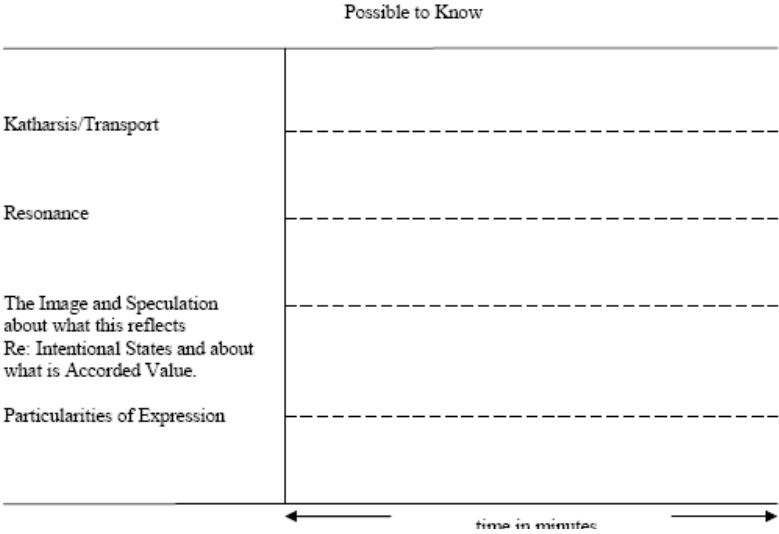 Possible to Know
Katharsis/Transport
Resonance
The Image and Speculation
about what this reflects
Re: Intentional States and about
what is Accorded Value.
Particularities of Expression
time in minutes